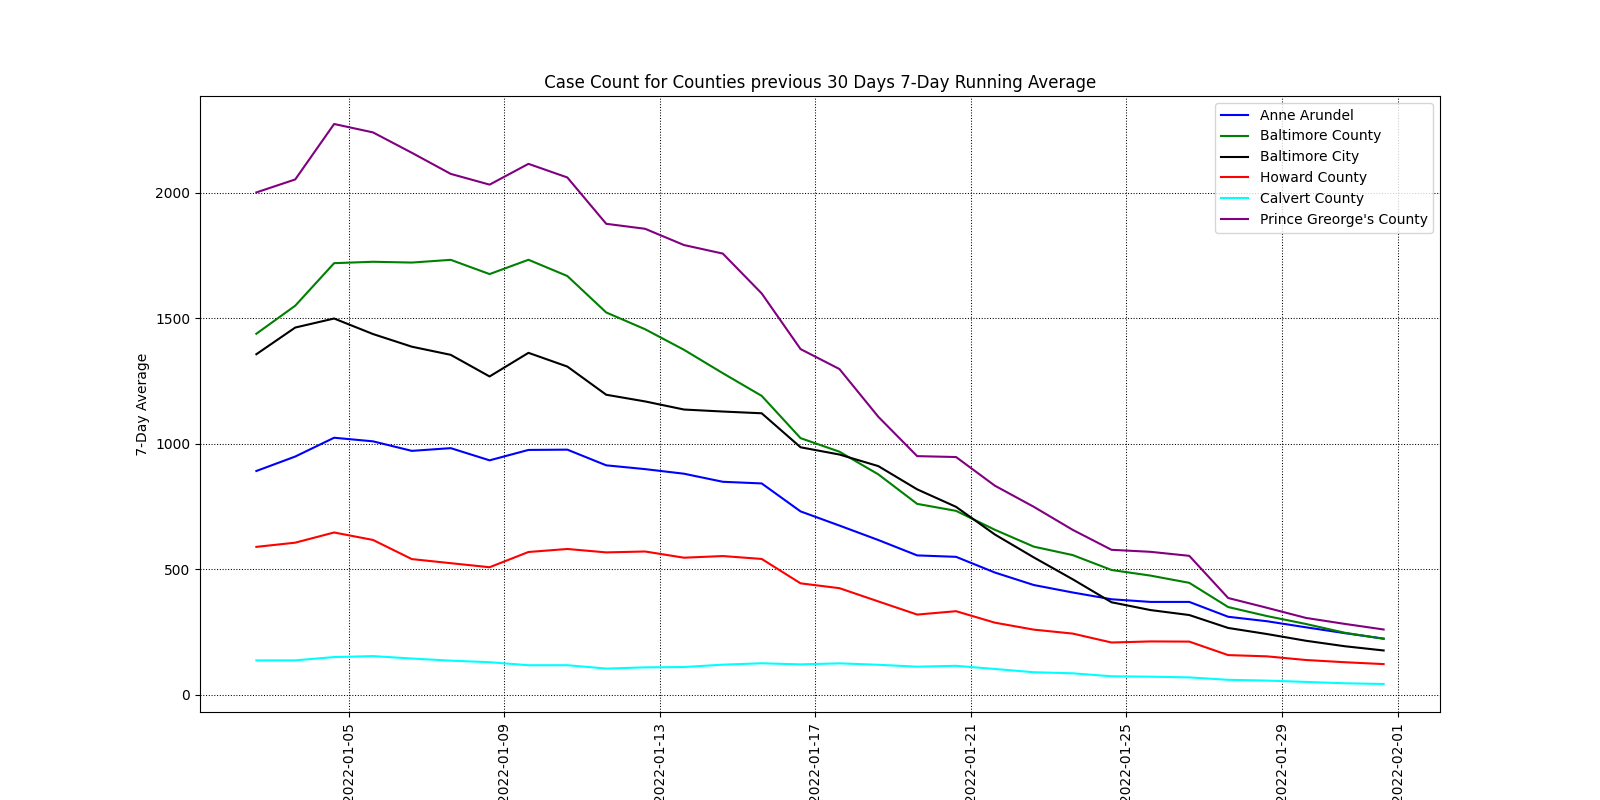 Case Count for Counties previous 30 Days 7-Day Running Average
Anne Arundel
Baltimore County
Baltimore City
Howard County
Calvert County
Prince Greorge's County
7-Day Average
2000
1500
1000
500
0
2022-01-05
2022-01-09
2022-01-13
2022-01-17
2022-01-21
2022-01-25
2022-01-29
2022-02-01